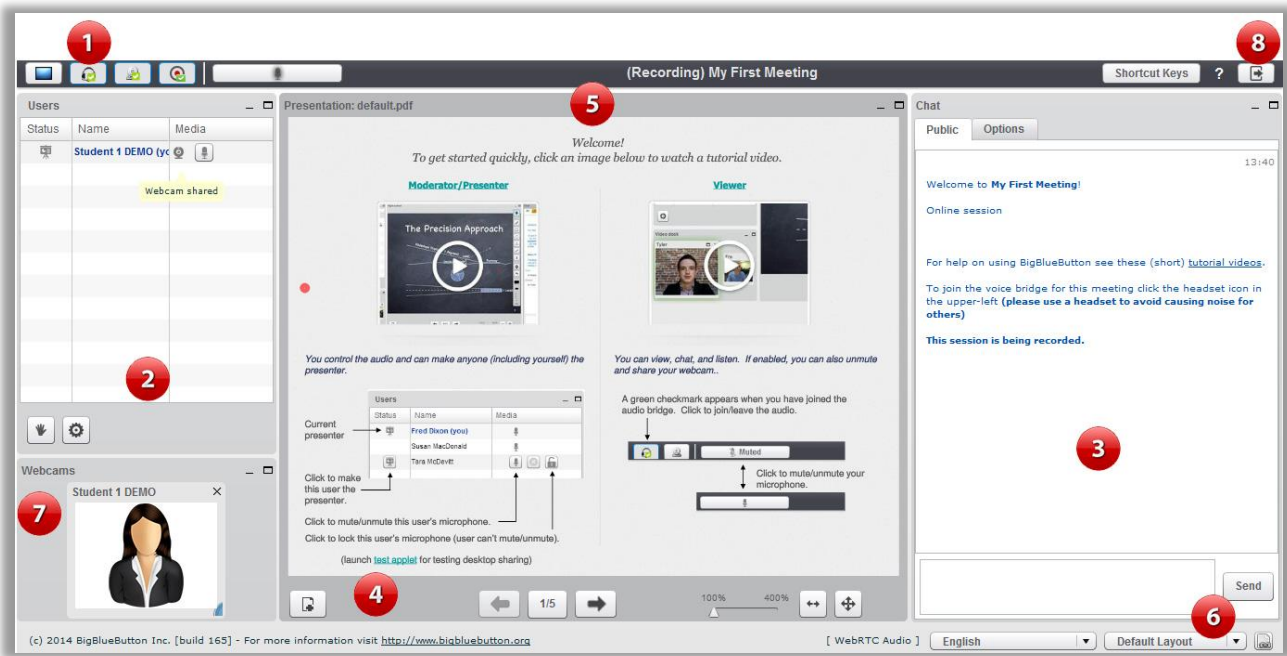 1
8
(Recording) My First Meeting
Shortcut Keys
?
Users
Status Name Media
Student 1 DEMO (yo
Webcam shared
2
Webcams
7
Student 1 DEMO
Presentation: default.pdf
5
Welcome!
To get started quickly, click an image below to watch a tutorial video.
Moderator/Presenter
The Precision Approach
You control the audio and can make anyone (including yourself) the
presenter.
Users
Status Name Media
Current
presenter
Fred Dixon (you)
Susan MacDonald
Tara McDevitt
Click to make
this user the
presenter.
Click to mute/unmute this user's microphone.
Click to lock this user's microphone (user can't mute/unmute).
(launch test applet for testing desktop sharing)
Viewer
Video dock
Tyler
You can view, chat, and listen. If enabled, you can also unmute
and share your webcam..
A green checkmark appears when you have joined the
audio bridge. Click to join/leave the audio.
Muted
Click to mute/unmute your
microphone.
4
1/5
100% 400%
Chat
Public Options
13:40
Welcome to My First Meeting!
Online session
For help on using BigBlueButton see these (short) tutorial videos.
To join the voice bridge for this meeting click the headset icon in
the upper-left (please use a headset to avoid causing noise for
others)
This session is being recorded.
3
Send
6
(c) 2014 BigBlueButton Inc. [build 165] - For more information visit http://www.bigbluebutton.org
[ WebRTC Audio ]
English
Default Layout